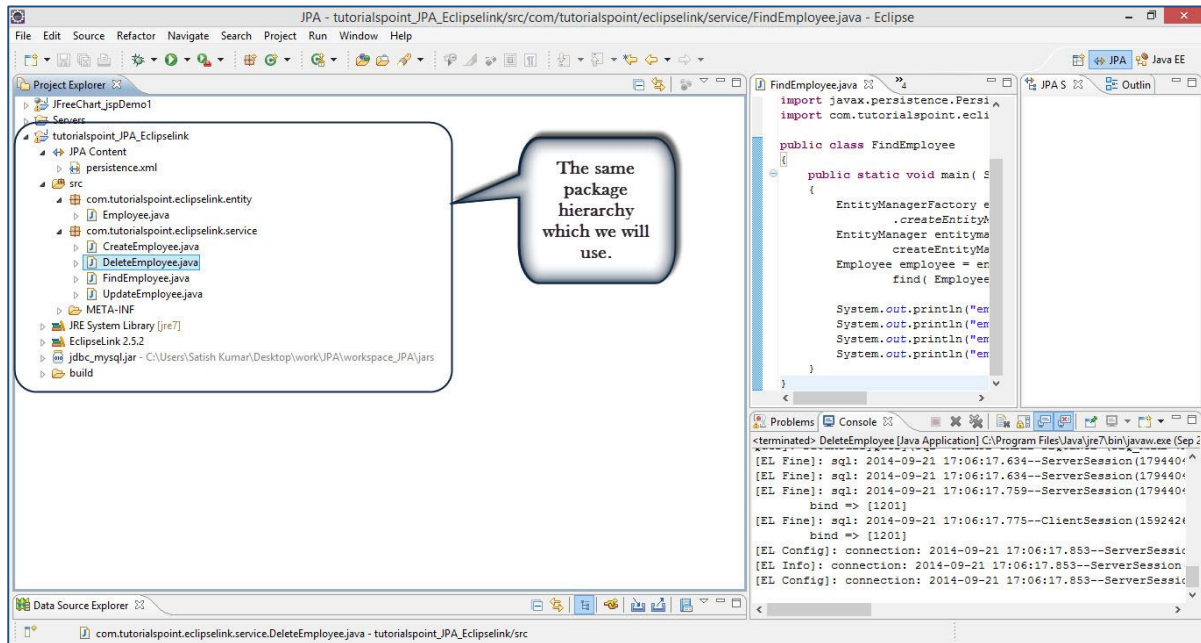 JPA - tutorialspoint_JPA_Eclipselink/src/com/tutorialspoint/eclipselink/service/FindEmployee.java - Eclipse
File Edit Source Refactor Navigate Search Project Run Window Help
JPA Java EE
Project Explorer
JFreeChart_jspDemo1
Servers
tutorialspoint_JPA_Eclipselink
JPA Content
persistence.xml
src
com.tutorialspoint.eclipselink.entity
Employee.java
com.tutorialspoint.eclipselink.service
CreateEmployee.java
DeleteEmployee.java
FindEmployee.java
UpdateEmployee.java
META-INF
JRE System Library [jre7]
EclipseLink 2.5.2
jdbc_mysql.jar - C:\Users\Satish Kumar\Desktop\work\JPA\workspace_JPA\jars
build
The same
package
hierarchy
which we will
use.
FindEmployee.java 4
import javax.persistence.Persi
import com.tutorialspoint.ecli
public class FindEmployee
{
public static void main( S
{
EntityManagerFactory e
.createEntityM
EntityManager entityma
createEntityMa
Employee employee = en
find( Employee
System.out.println("em
System.out.println("em
System.out.println("em
System.out.println("em
}
}
JPA S Outlin
Problems Console
<terminated> DeleteEmployee [Java Application] C:\Program Files\Java\jre7\bin\javaw.exe (Sep 2
[EL Fine]: sql: 2014-09-21 17:06:17.634--ServerSession(1794404
[EL Fine]: sql: 2014-09-21 17:06:17.634--ServerSession(1794404
[EL Fine]: sql: 2014-09-21 17:06:17.759--ServerSession(1794404
bind => [1201]
[EL Fine]: sql: 2014-09-21 17:06:17.775--ClientSession(1592426
bind => [1201]
[EL Config]: connection: 2014-09-21 17:06:17.853--ServerSessio
[EL Info]: connection: 2014-09-21 17:06:17.853--ServerSession
[EL Config]: connection: 2014-09-21 17:06:17.853--ServerSessio
Data Source Explorer
com.tutorialspoint.eclipselink.service.DeleteEmployee.java - tutorialspoint_JPA_Eclipselink/src